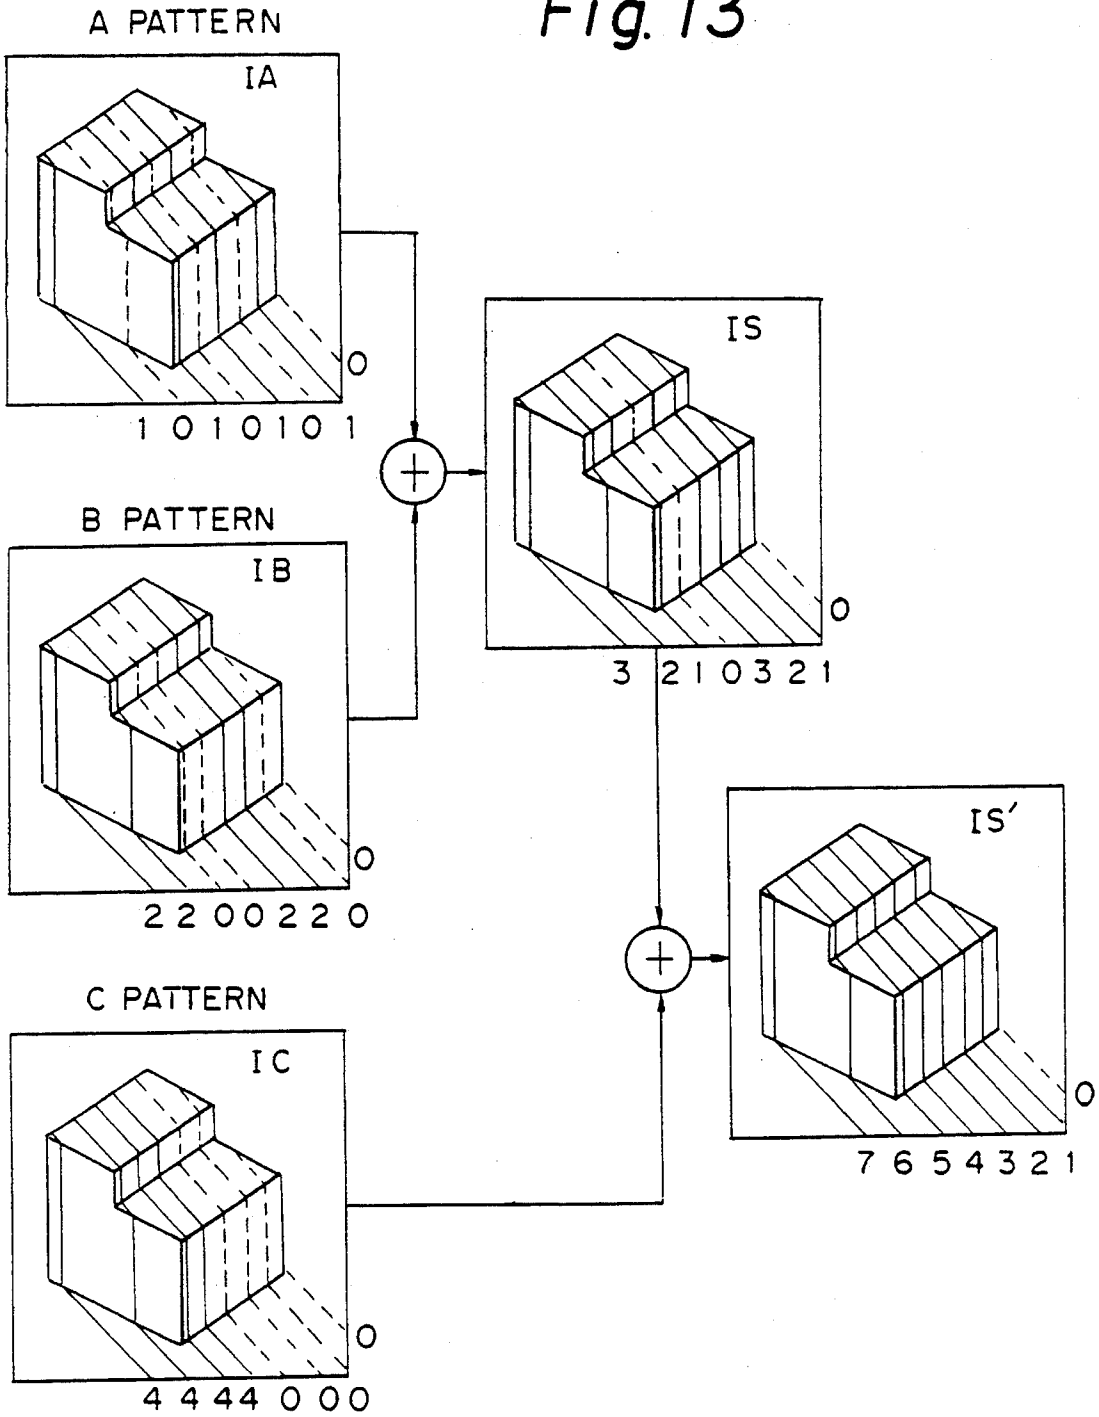 Fig. 13
A PATTERN
IA
0
1 0 1 0 1 0 1
B PATTERN
IB
0
2 2 0 0 2 2 0
C PATTERN
IC
0
4 4 4 4 0 0 0
+
IS
0
3 2 1 0 3 2 1
+
IS′
0
7 6 5 4 3 2 1